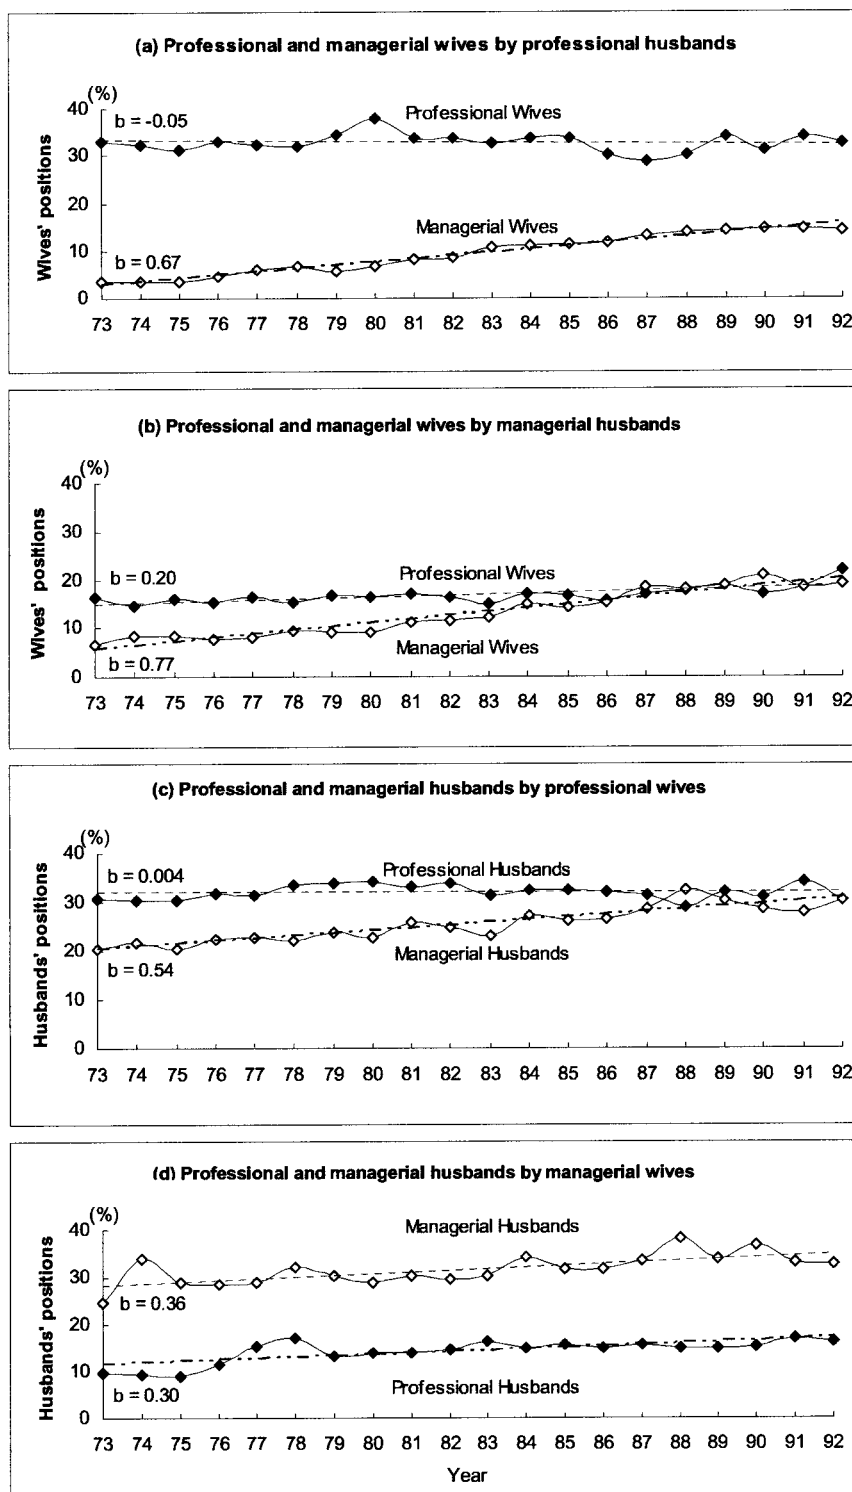 (a) Professional and managerial wives by professional husbands
(%)
Wives' positions
40
30
20
10
0
b = -0.05
Professional Wives
Managerial Wives
b = 0.67
73 74 75 76 77 78 79 80 81 82 83 84 85 86 87 88 89 90 91 92
(b) Professional and managerial wives by managerial husbands
(%)
Wives' positions
40
30
20
10
0
b = 0.20
Professional Wives
Managerial Wives
b = 0.77
73 74 75 76 77 78 79 80 81 82 83 84 85 86 87 88 89 90 91 92
(c) Professional and managerial husbands by professional wives
(%)
Husbands' positions
40
30
20
10
0
b = 0.004
Professional Husbands
Managerial Husbands
b = 0.54
73 74 75 76 77 78 79 80 81 82 83 84 85 86 87 88 89 90 91 92
(d) Professional and managerial husbands by managerial wives
(%)
Husbands' positions
40
30
20
10
0
Managerial Husbands
b = 0.36
b = 0.30
Professional Husbands
73 74 75 76 77 78 79 80 81 82 83 84 85 86 87 88 89 90 91 92
Year